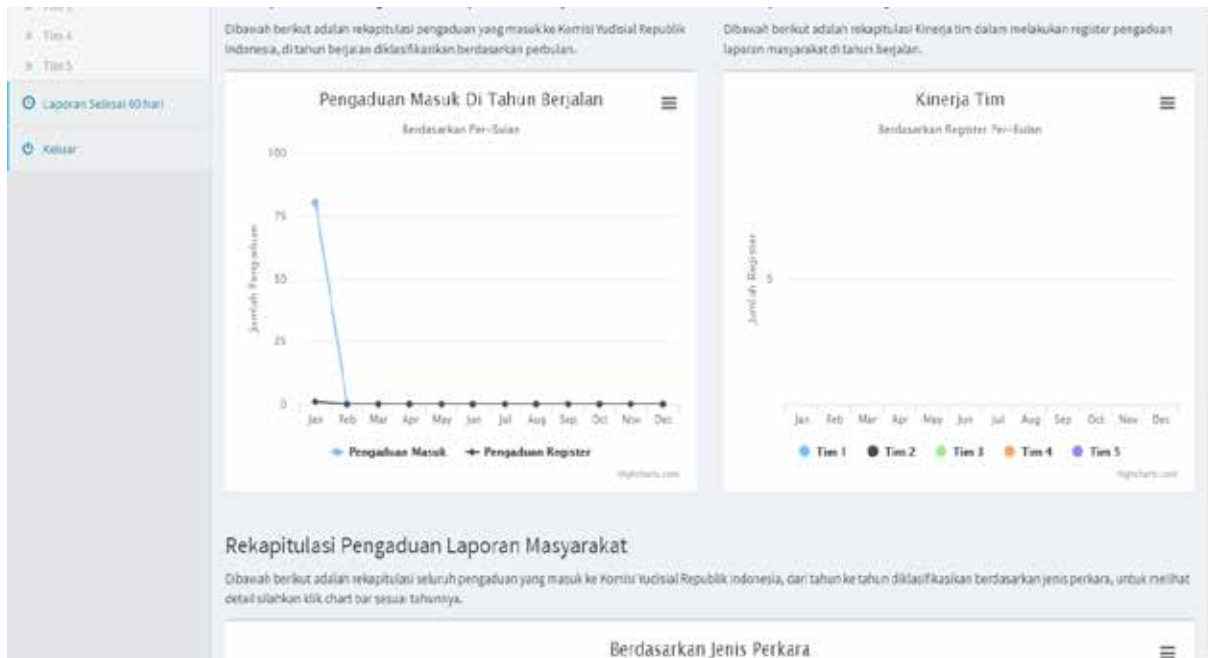 Tim 4
Tim 5
Laporan Selesai 60 hari
Keluar
Dibawah berikut adalah rekapitulasi pengaduan yang masuk ke Komisi Yudisial Republik
Indonesia, di tahun berjalan diklasifikasikan berdasarkan perbulan.
Pengaduan Masuk Di Tahun Berjalan
Berdasarkan Per-Bulan
100
75
50
25
0
Jumlah Pengaduan
Jan Feb Mar Apr May Jun Jul Aug Sep Oct Nov Dec
Pengaduan Masuk Pengaduan Register
Highcharts.com
Dibawah berikut adalah rekapitulasi Kinerja tim dalam melakukan register pengaduan
laporan masyarakat di tahun berjalan.
Kinerja Tim
Berdasarkan Register Per-Bulan
Jumlah Register
Jan Feb Mar Apr May Jun Jul Aug Sep Oct Nov Dec
Tim 1 Tim 2 Tim 3 Tim 4 Tim 5
Highcharts.com
Rekapitulasi Pengaduan Laporan Masyarakat
Dibawah berikut adalah rekapitulasi seluruh pengaduan yang masuk ke Komisi Yudisial Republik Indonesia, dari tahun ke tahun diklasifikasikan berdasarkan jenis perkara, untuk melihat
detail silahkan klik chart bar sesuai tahunnya.
Berdasarkan Jenis Perkara